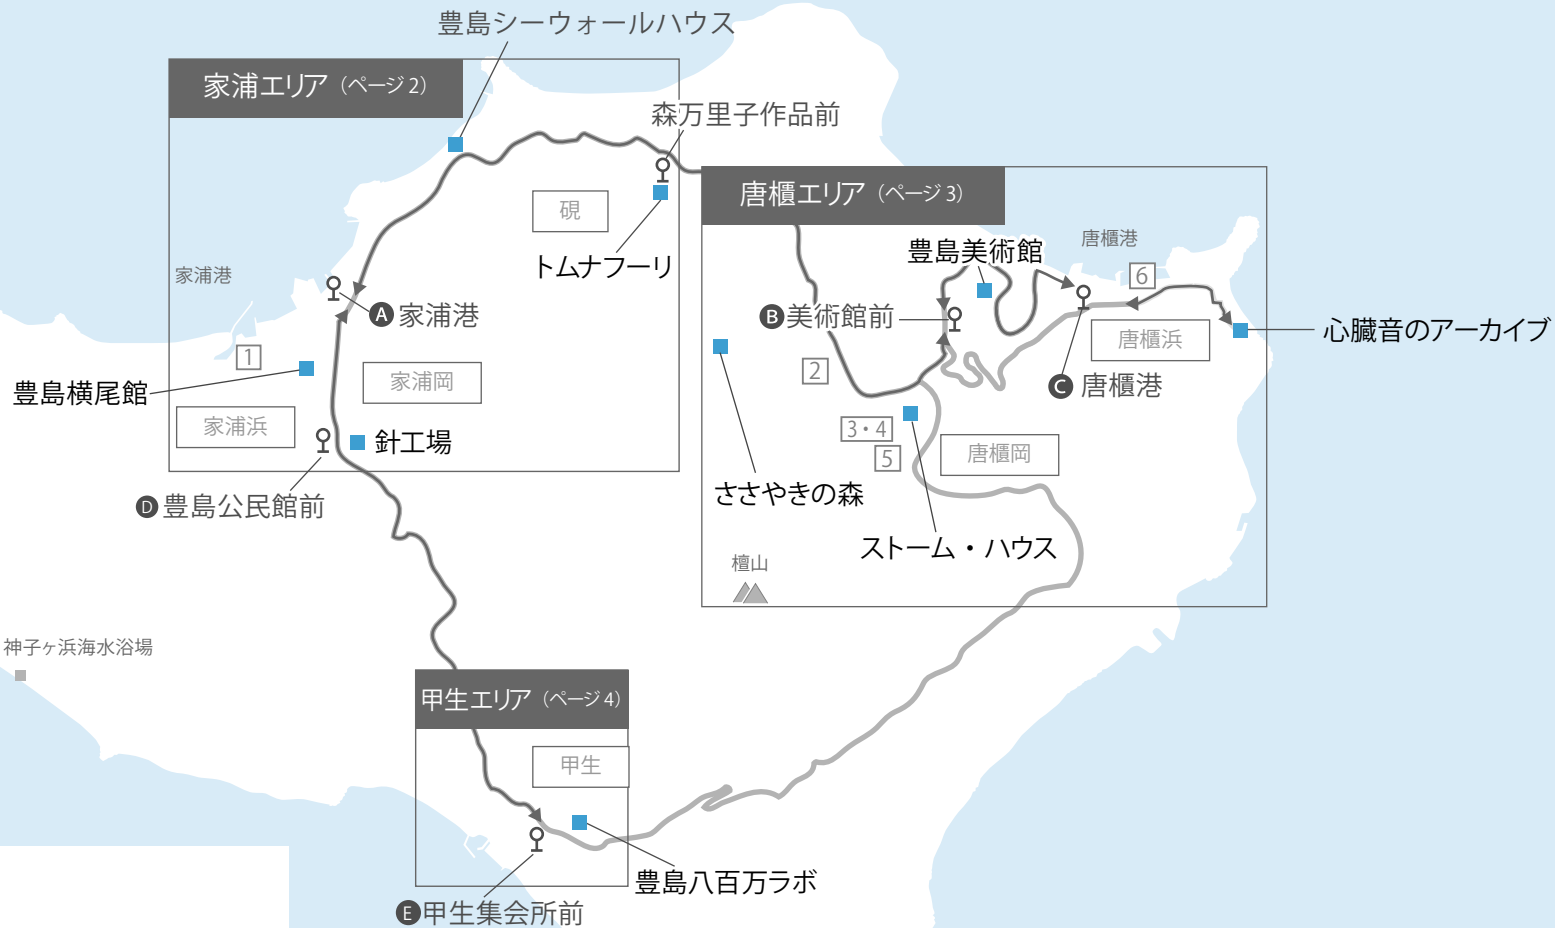 豊島シーウォールハウス
家浦エリア（ページ2）
森万里子作品前
唐櫃エリア（ページ3）
硯
トムナフーリ
豊島美術館
唐櫃港
6
家浦港
A 家浦港
B 美術館前
唐櫃浜
心臓音のアーカイブ
1
2
豊島横尾館
家浦岡
C 唐櫃港
家浦浜
針工場
3・4
5
唐櫃岡
D 豊島公民館前
ささやきの森
ストーム・ハウス
檀山
神子ヶ浜海水浴場
甲生エリア（ページ4）
甲生
豊島八百万ラボ
E 甲生集会所前